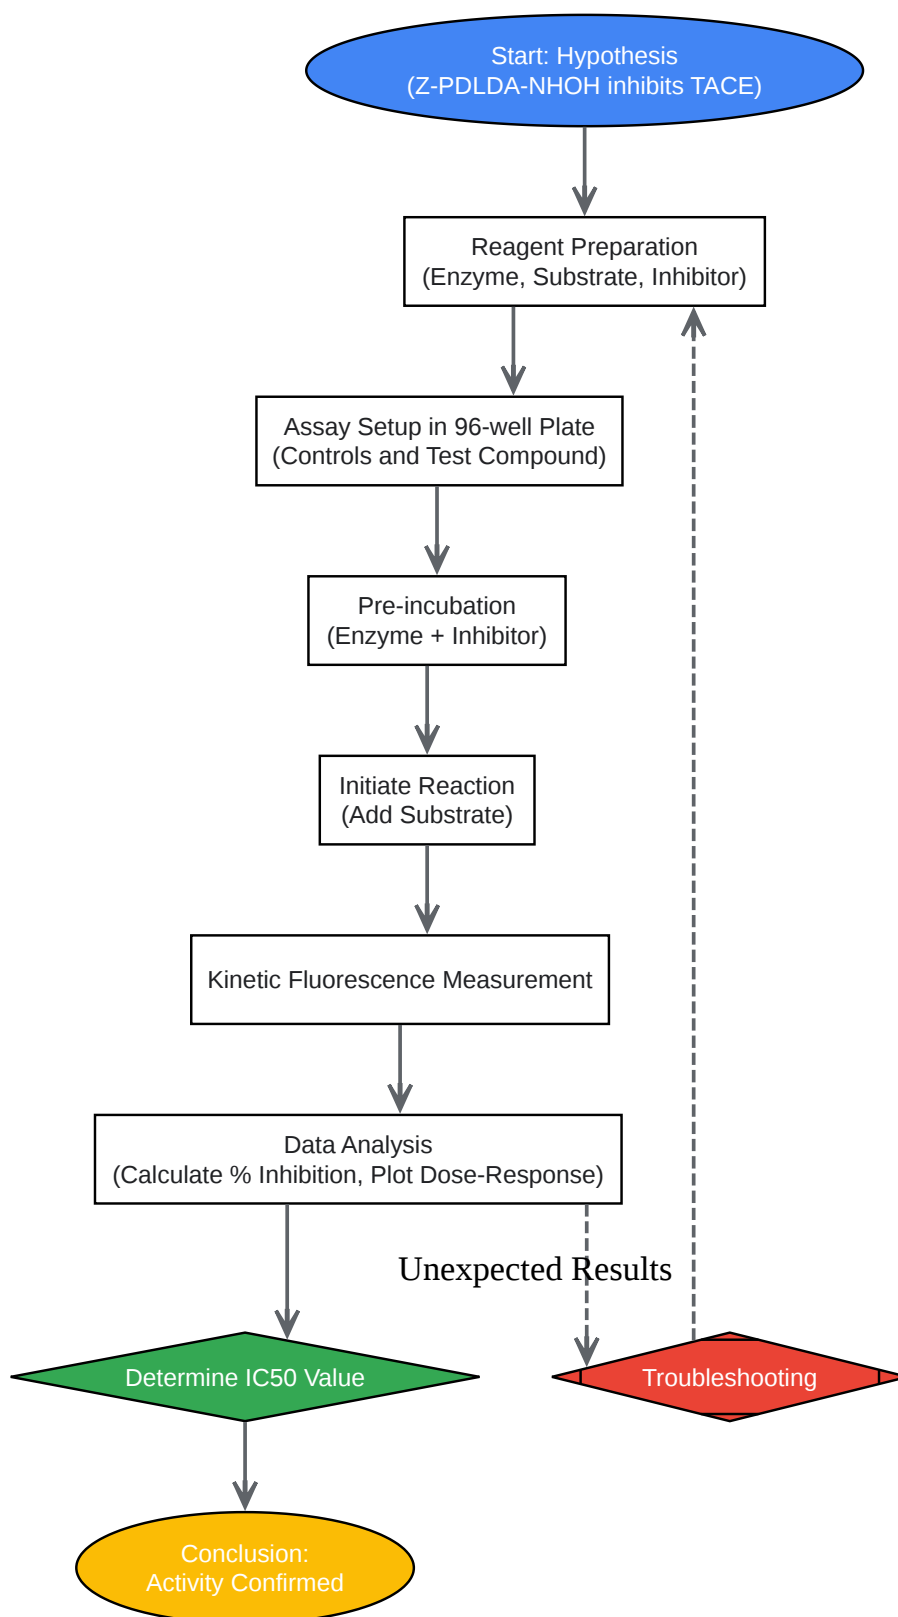 Start: Hypothesis
(Z-PDLDA-NHOH inhibits TACE)
Reagent Preparation
(Enzyme, Substrate, Inhibitor)
Assay Setup in 96-well Plate
(Controls and Test Compound)
Pre-incubation
(Enzyme + Inhibitor)
Initiate Reaction
(Add Substrate)
Kinetic Fluorescence Measurement
Data Analysis
(Calculate % Inhibition, Plot Dose-Response)
Unexpected Results
Determine IC50 Value
Troubleshooting
Conclusion:
Activity Confirmed